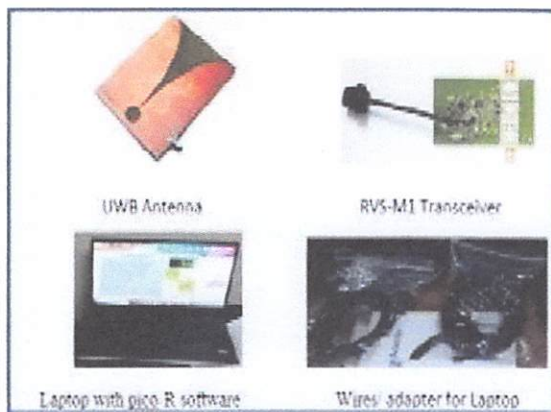 UWB Antenna
RVS-M1 Transceiver
Laptop with pico R software
Wires/ adapter for Laptop